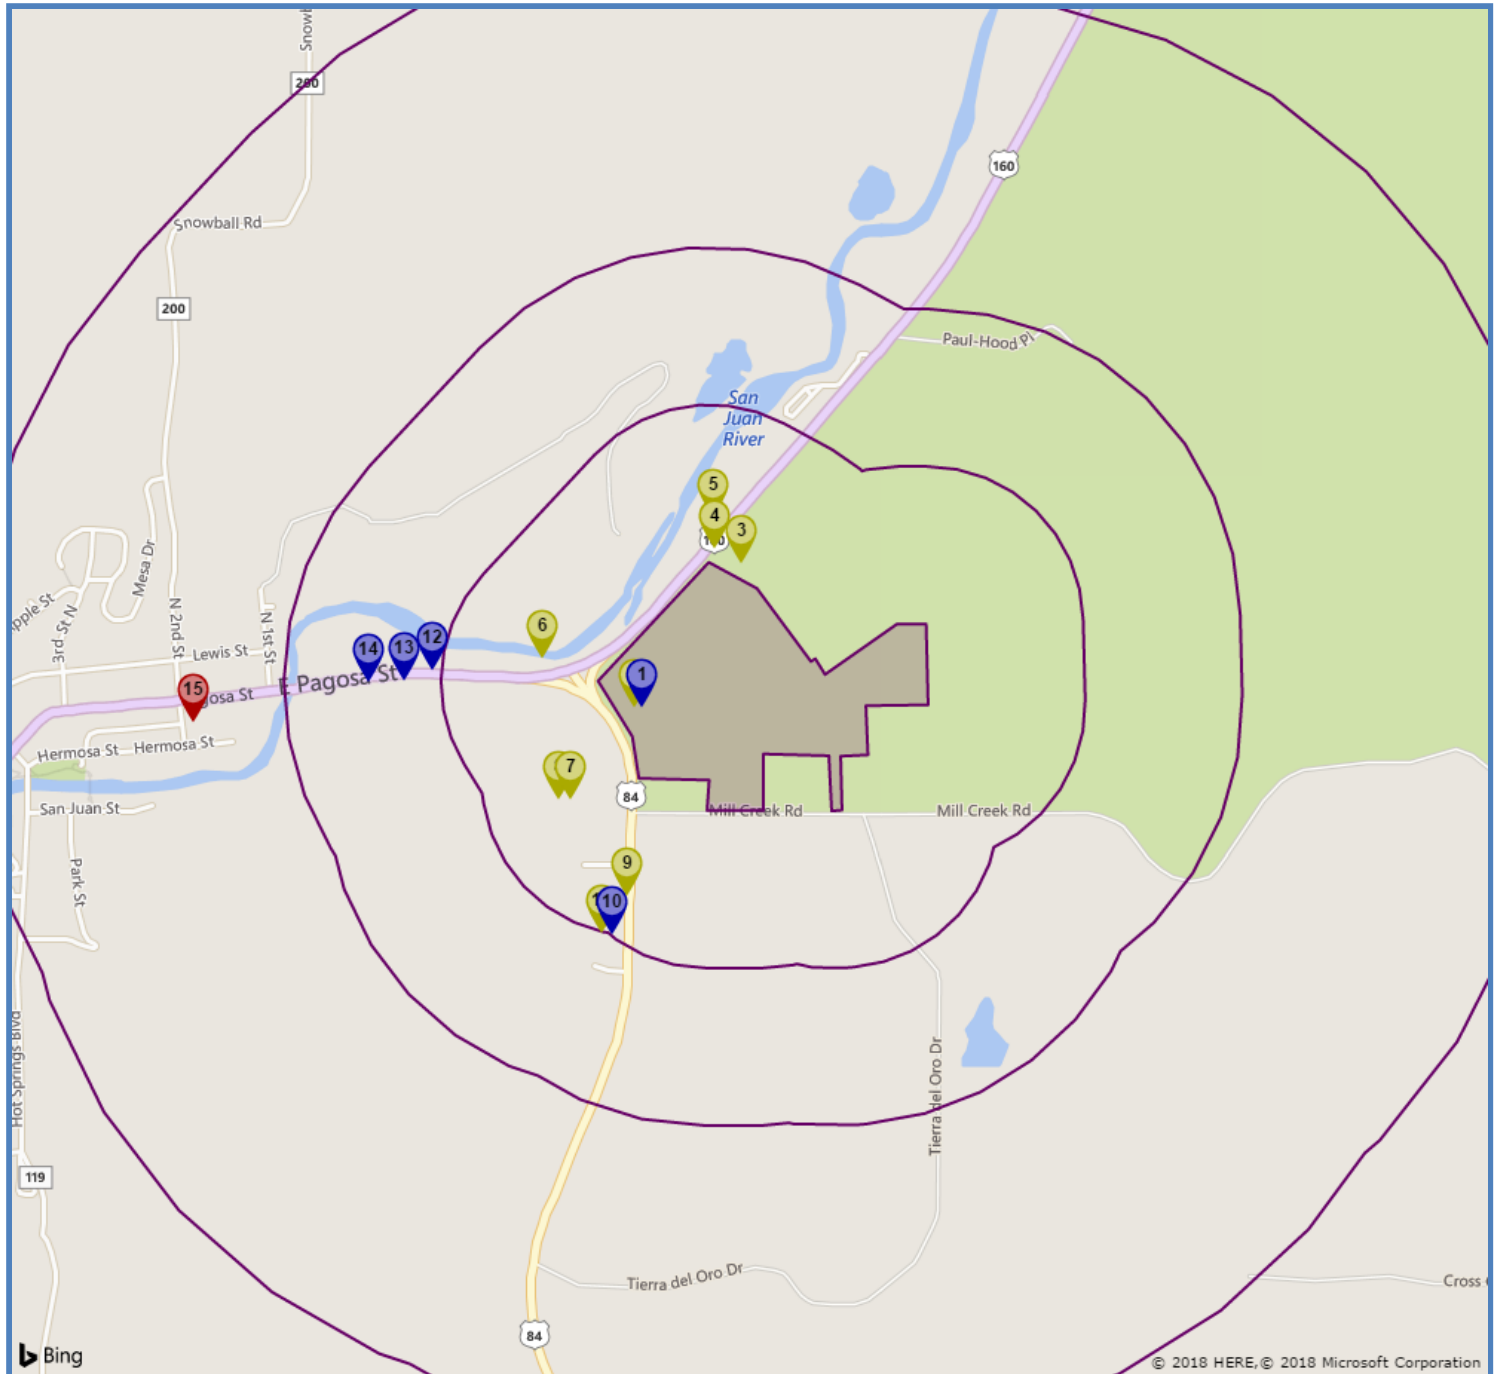 200
160
Snowball Rd
200
Paul-Hood Pl
San
Juan
River
5
4
3
Mesa Dr
3rd St N
N 2nd St
N 1st St
6
14
13
12
Lewis St
1
15
E Pagosa St
Hermosa St
Hermosa St
7
84
San Juan St
Mill Creek Rd
Mill Creek Rd
Park St
9
10
Hot Springs Blvd
Tierra del Oro Dr
119
Tierra del Oro Dr
Cross
84
Bing
© 2018 HERE,© 2018 Microsoft Corporation